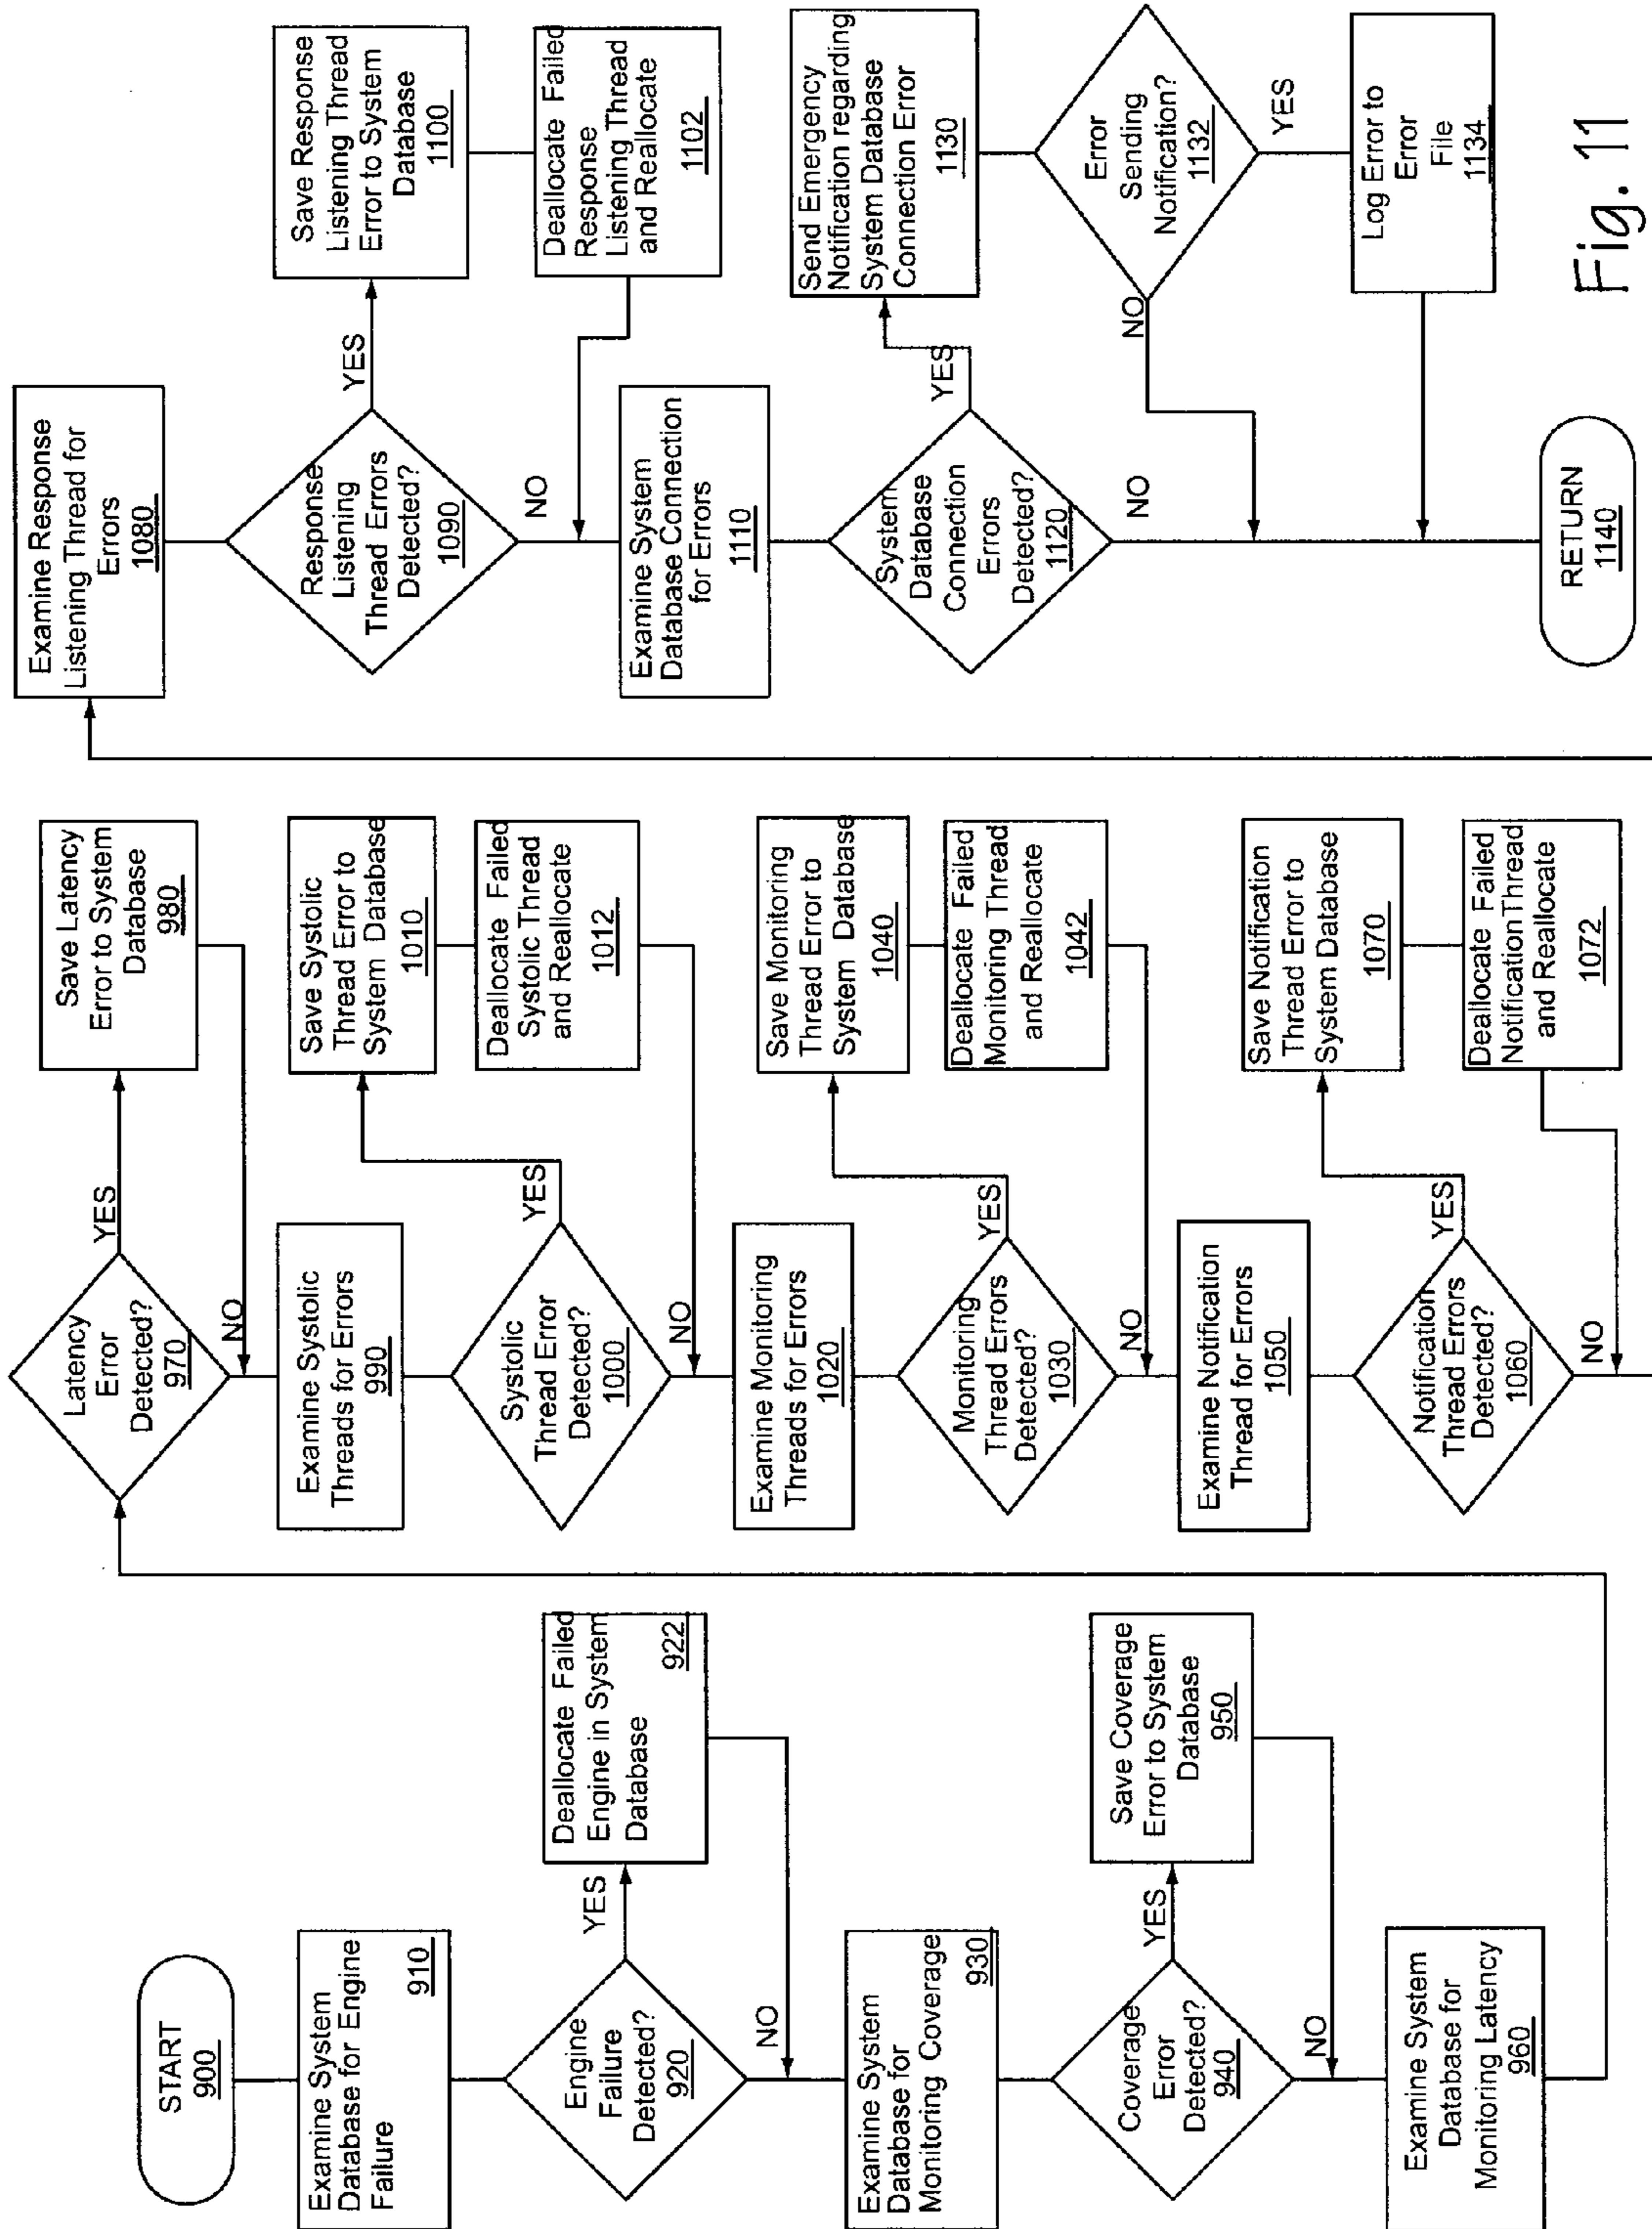 START
900
Examine System
Database for Engine
Failure
910
Engine
Failure
Detected?
920
YES
Deallocate Failed
Engine in System
Database
922
NO
Examine System
Database for
Monitoring Coverage
930
Coverage
Error
Detected?
940
YES
Save Coverage
Error to System
Database
950
NO
Examine System
Database for
Monitoring Latency
960
Latency
Error
Detected?
970
YES
Save Latency
Error to System
Database
980
NO
Examine Systolic
Threads for Errors
990
Systolic
Thread Error
Detected?
1000
YES
Save Systolic
Thread Error to
System Database
1010
Deallocate Failed
Systolic Thread
and Reallocate
1012
NO
Examine Monitoring
Threads for Errors
1020
Monitoring
Thread Errors
Detected?
1030
YES
Save Monitoring
Thread Error to
System Database
1040
Deallocate Failed
Monitoring Thread
and Reallocate
1042
NO
Examine Notification
Thread for Errors
1050
Notification
Thread Errors
Detected?
1060
YES
Save Notification
Thread Error to
System Database
1070
Deallocate Failed
Notification Thread
and Reallocate
1072
NO
Examine Response
Listening Thread for
Errors
1080
Response
Listening
Thread Errors
Detected?
1090
YES
Save Response
Listening Thread
Error to System
Database
1100
Deallocate Failed
Response
Listening Thread
and Reallocate
1102
NO
Examine System
Database Connection
for Errors
1110
System
Database
Connection
Errors
Detected?
1120
YES
Send Emergency
Notification regarding
System Database
Connection Error
1130
Error
Sending
Notification?
1132
NO
YES
Log Error to
Error
File
1134
NO
RETURN
1140
Fig. 11